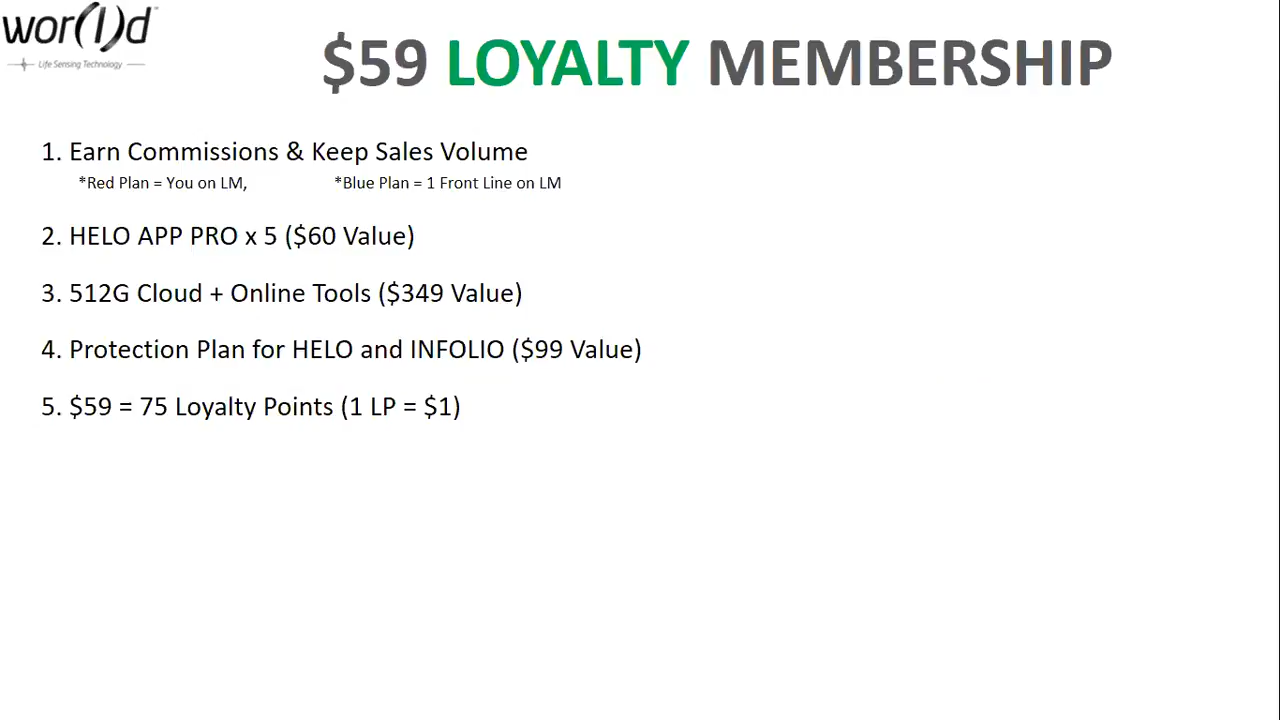 wor(l)d
Life Sensing Technology
$59 LOYALTY MEMBERSHIP
1. Earn Commissions & Keep Sales Volume
*Red Plan = You on LM, *Blue Plan = 1 Front Line on LM
2. HELO APP PRO x 5 ($60 Value)
3. 512G Cloud + Online Tools ($349 Value)
4. Protection Plan for HELO and INFOLIO ($99 Value)
5. $59 = 75 Loyalty Points (1 LP = $1)